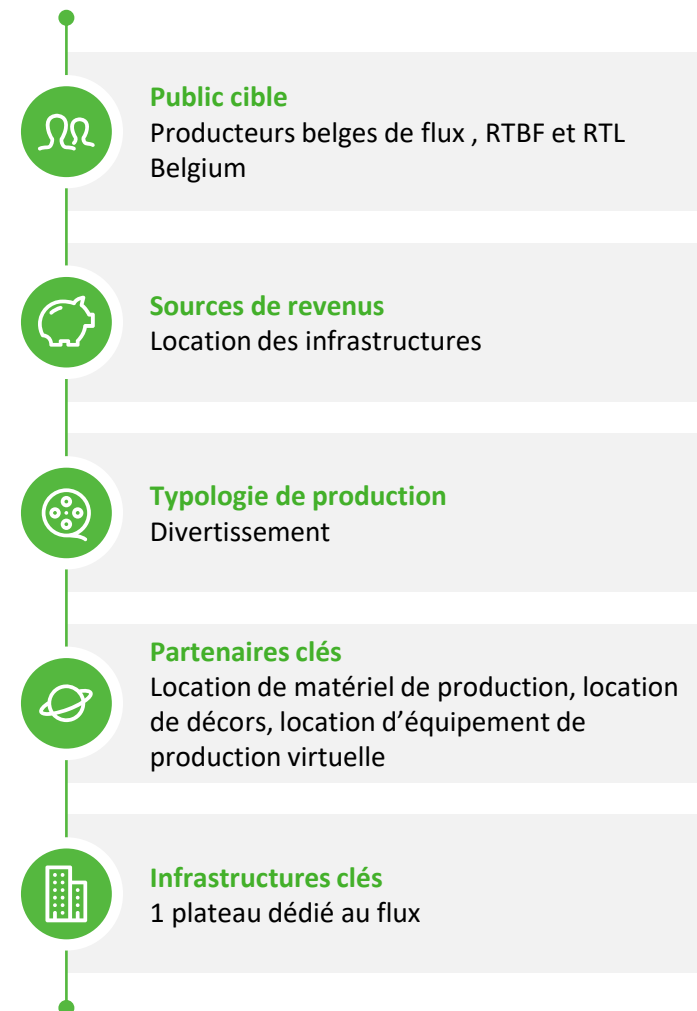 Public cible
Producteurs belges de flux , RTBF et RTL
Belgium
Sources de revenus
Location des infrastructures
Typologie de production
Divertissement
Partenaires clés
Location de matériel de production, location
de décors, location d’équipement de
production virtuelle
Infrastructures clés
1 plateau dédié au flux